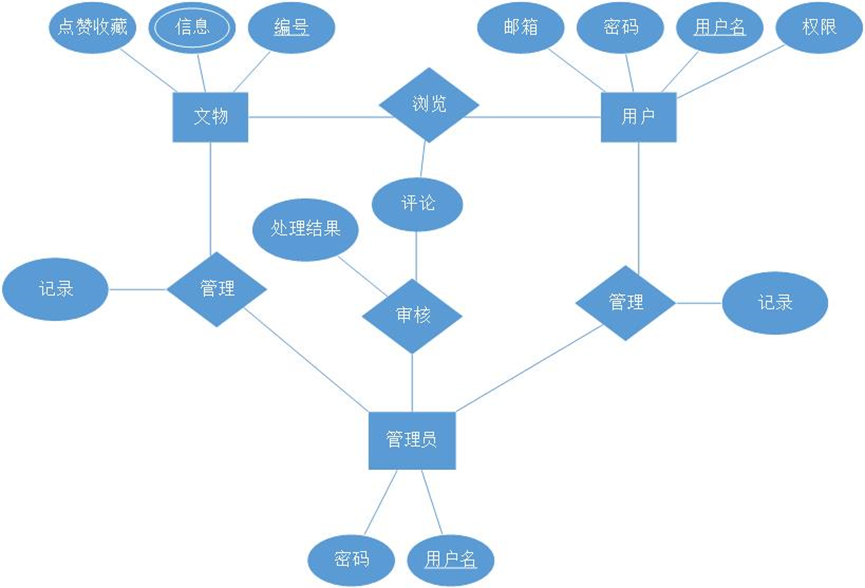 点赞收藏
信息
编号
邮箱
密码
用户名
权限
文物
浏览
用户
评论
处理结果
记录
管理
审核
管理
记录
管理员
密码
用户名